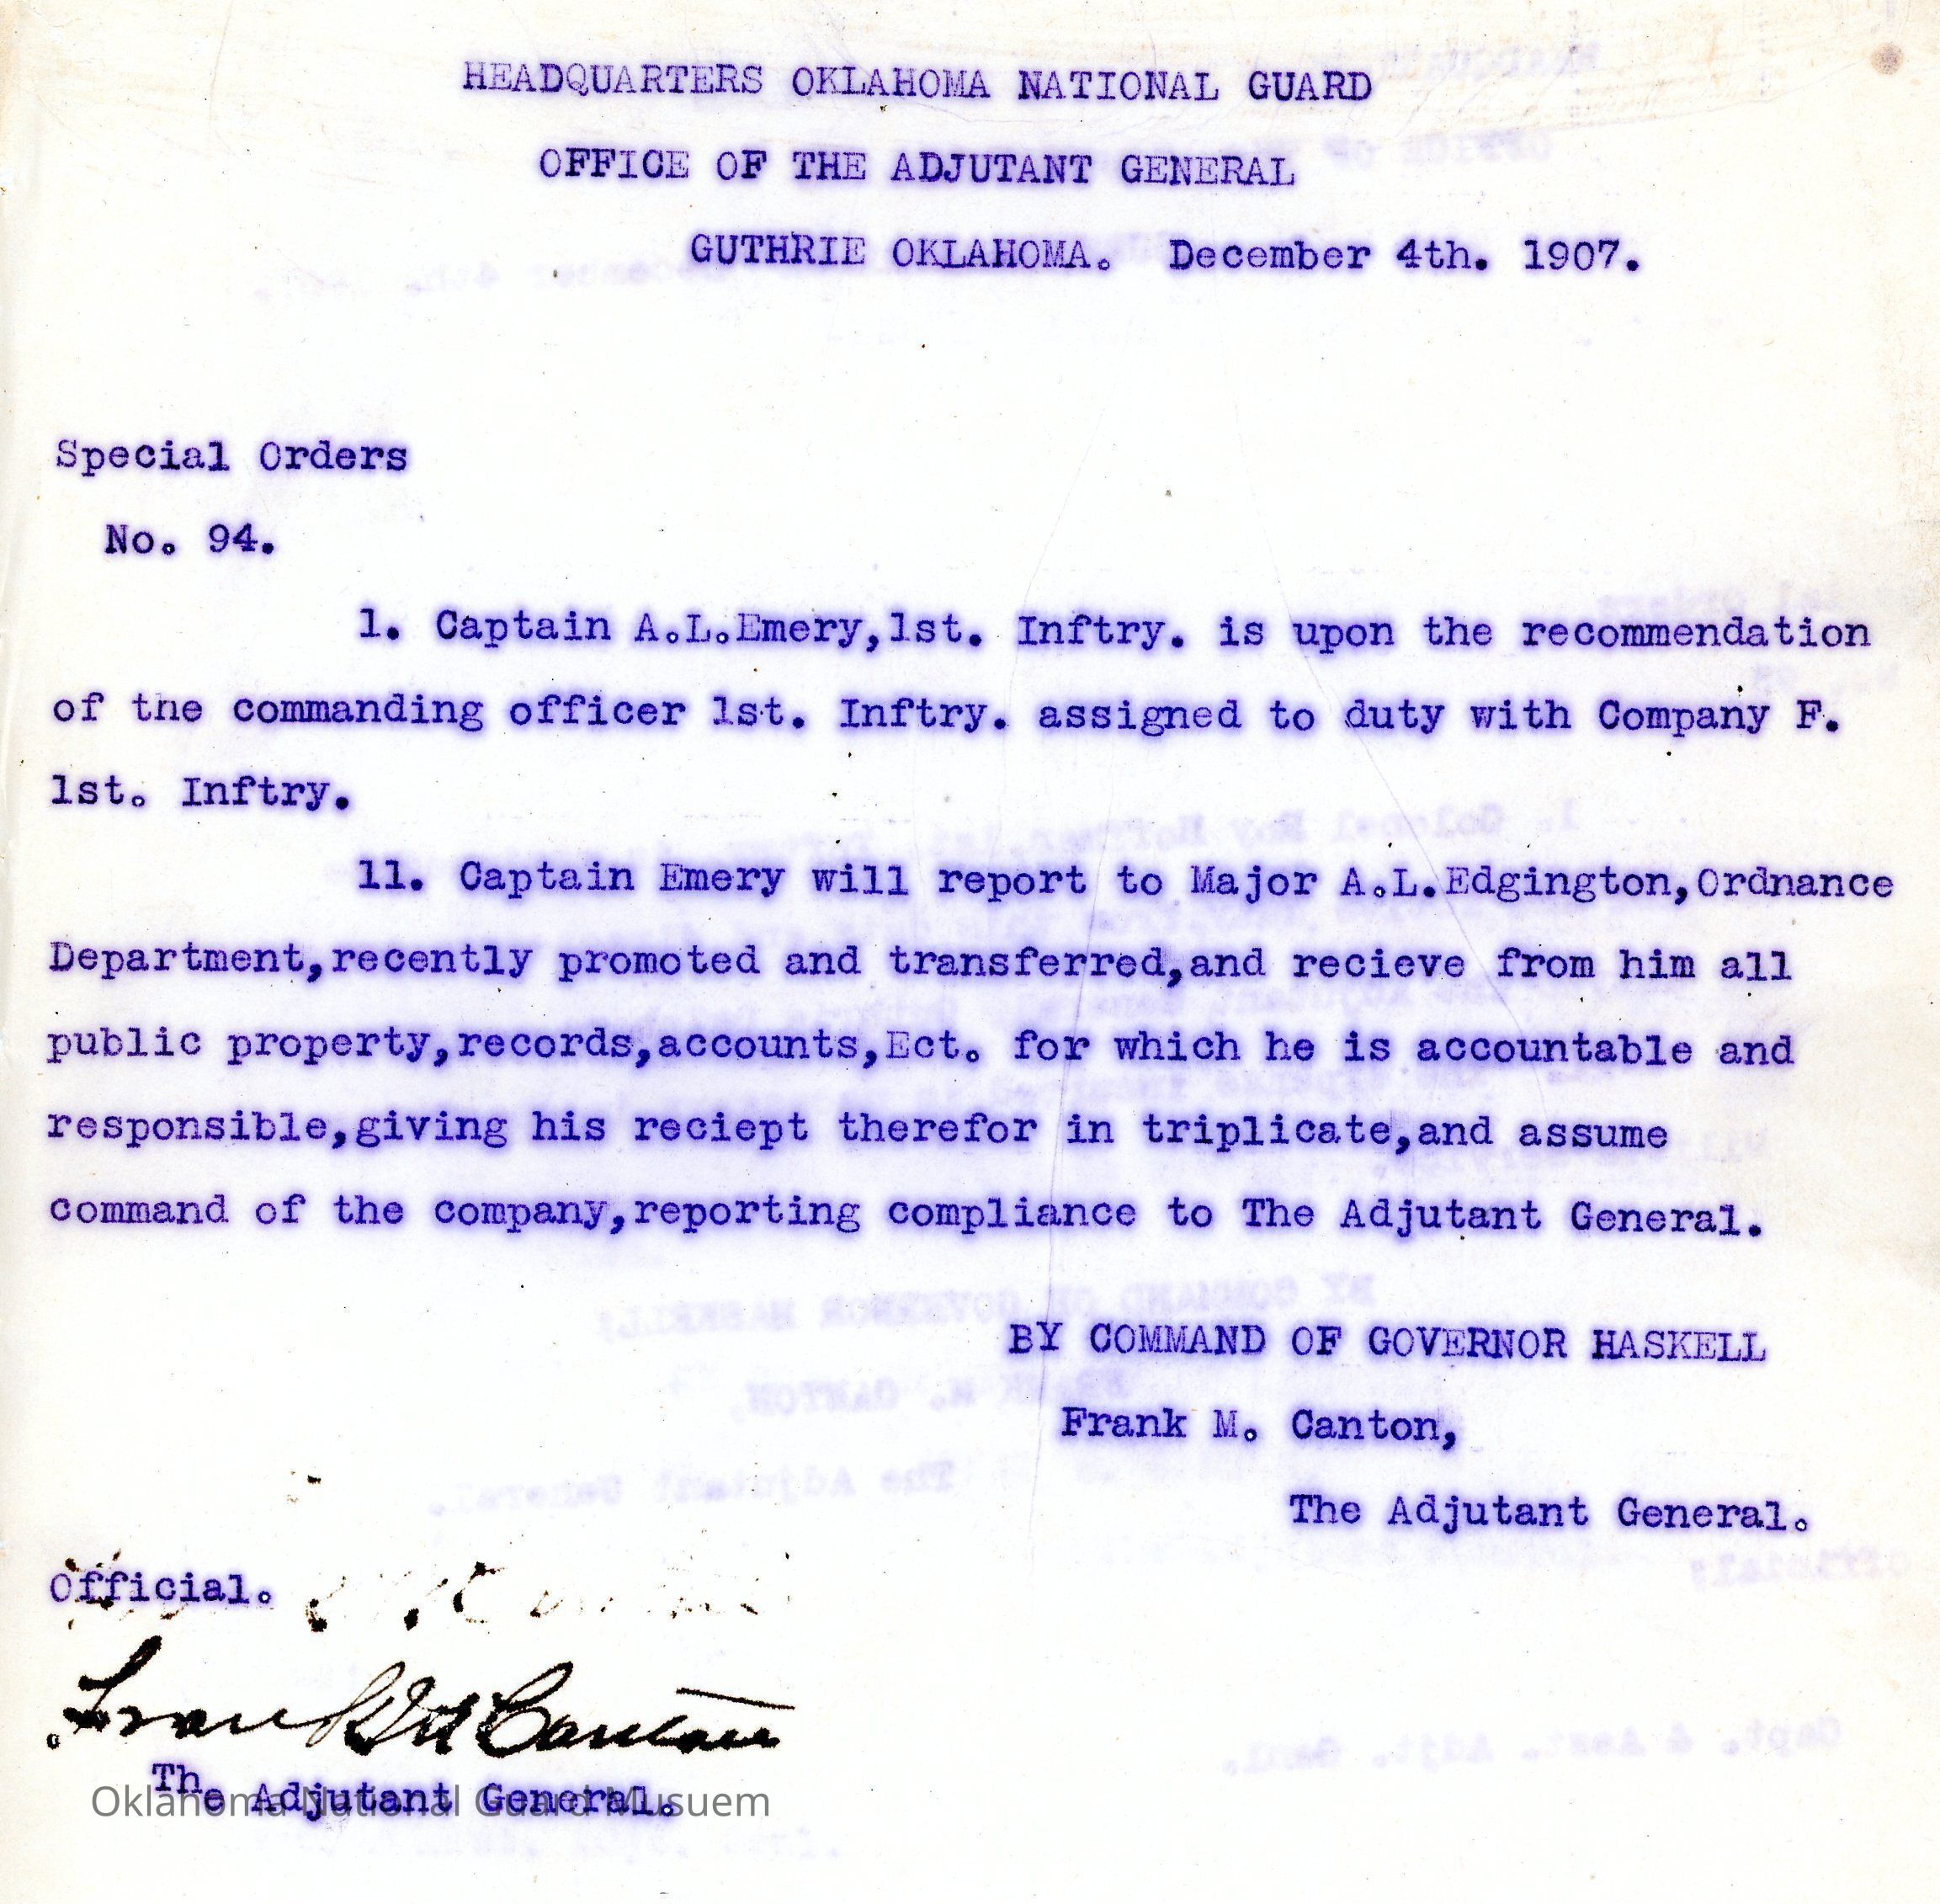 HEADQUARTERS OKLAHOMA NATIONAL GUARD
OFFICE OF THE ADJUTANT GENERAL
GUTHRIE OKLAHOMA. December 4th. 1907.
Special Orders
No. 94.
1. Captain A.L.Emery,1st. Inftry. is upon the recommendation
of the commanding officer 1st. Inftry. assigned to duty with Company F.
1st. Inftry.
11. Captain Emery will report to Major A.L.Edgington,Ordnance
Department,recently promoted and transferred,and recieve from him all
public property,records,accounts,Ect. for which he is accountable and
responsible,giving his reciept therefor in triplicate,and assume
command of the company,reporting compliance to The Adjutant General.
BY COMMAND OF GOVERNOR HASKELL
Frank M. Canton,
The Adjutant General.
Official.
Frank M Canton
The Adjutant General.
Oklahoma National Guard Musuem